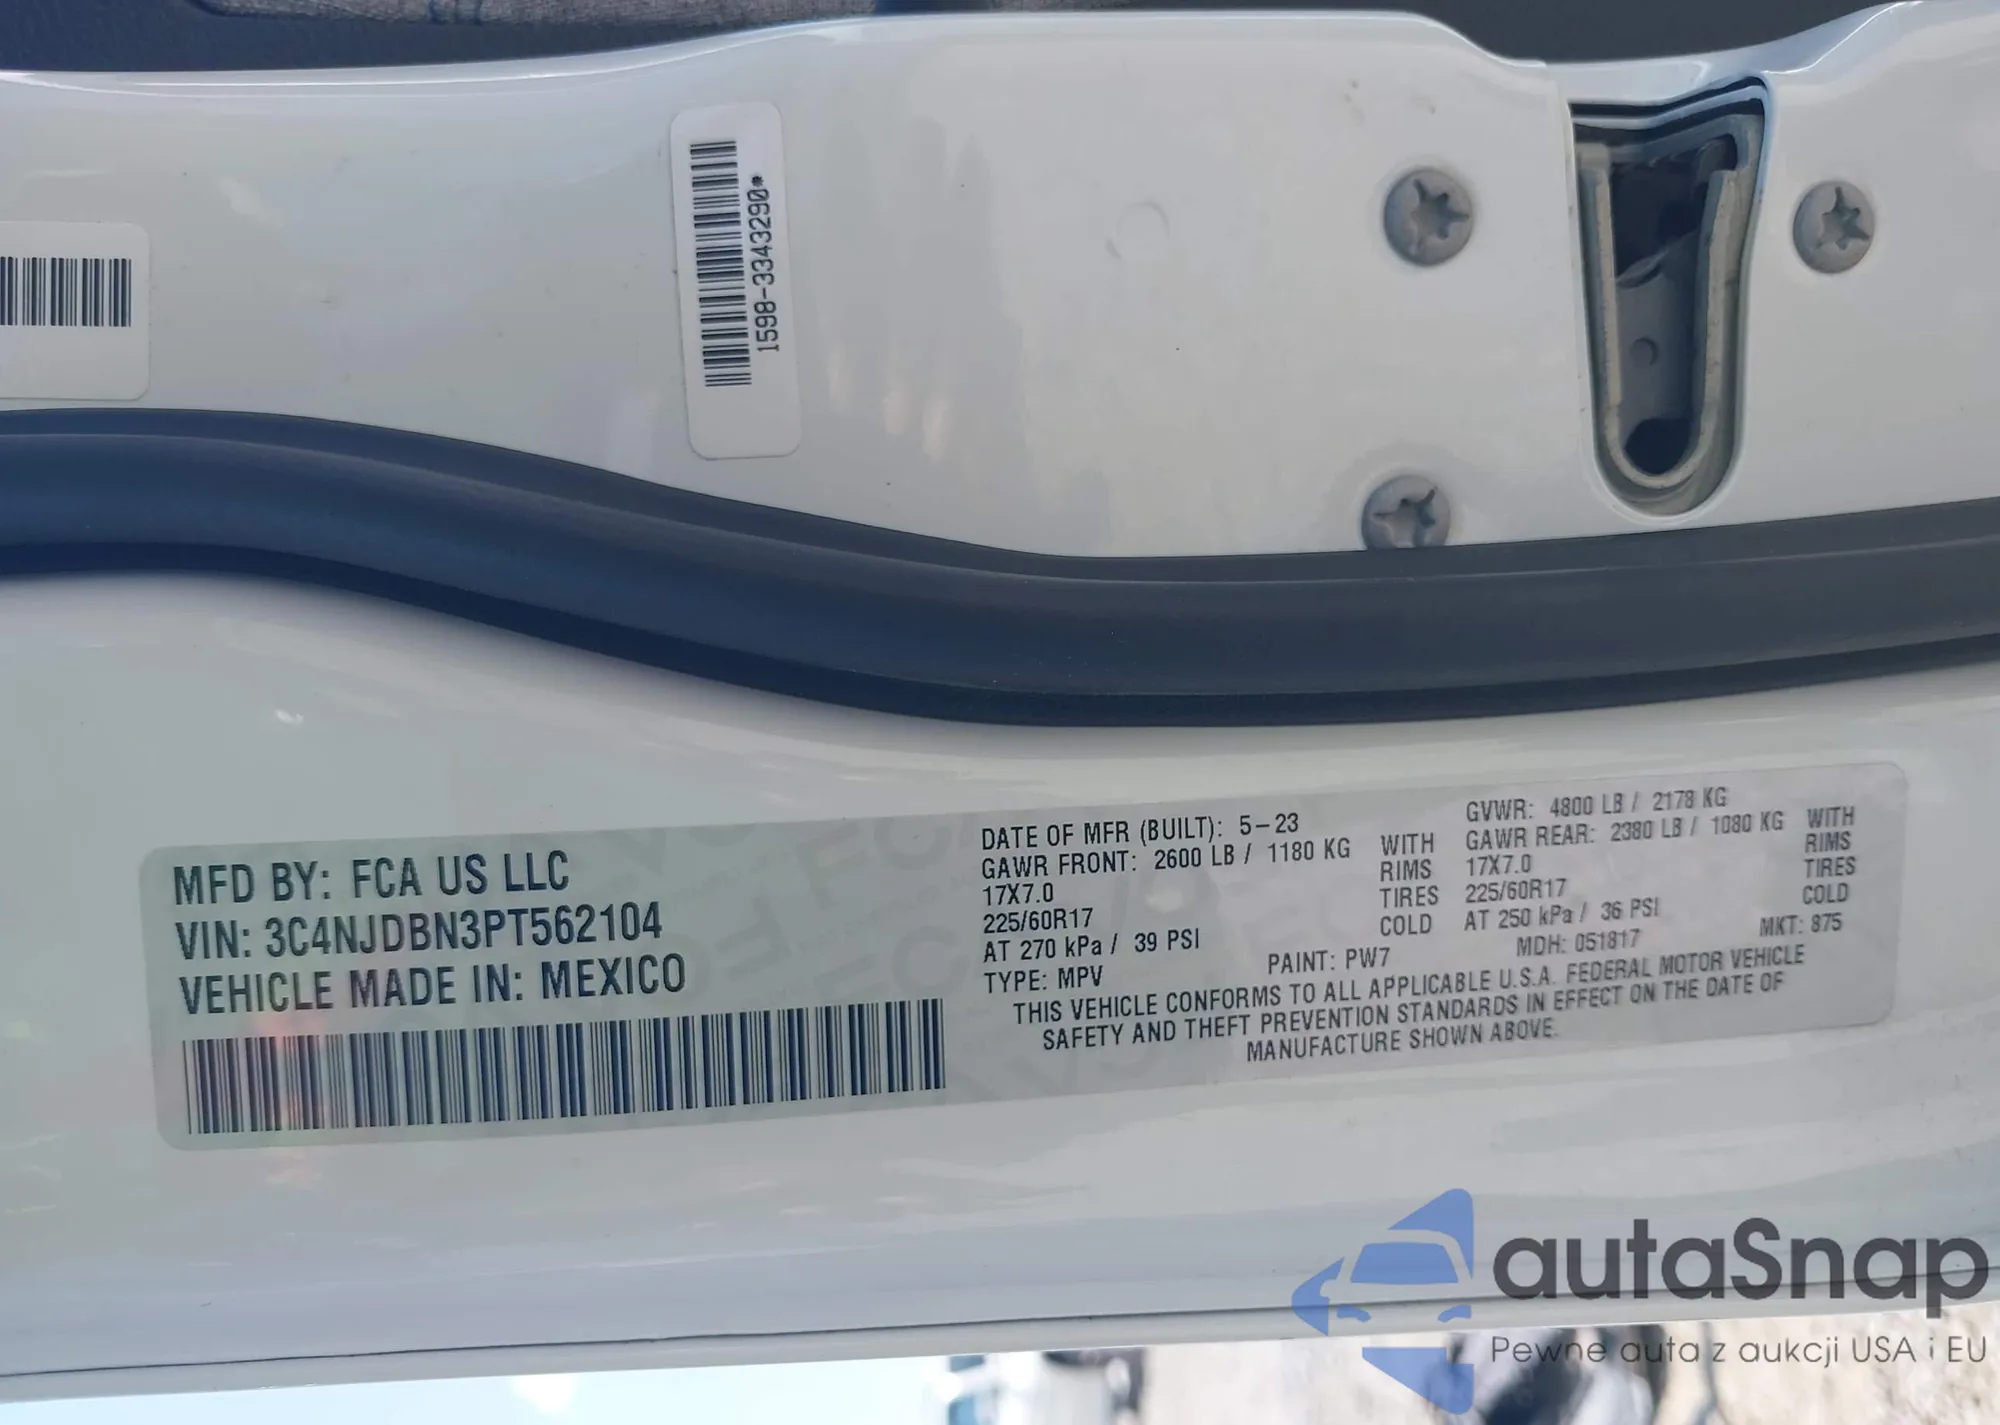 1598-3343290*
MFD BY: FCA US LLC
VIN: 3C4NJDBN3PT562104
VEHICLE MADE IN: MEXICO
DATE OF MFR (BUILT): 5-23
GVWR: 4800 LB / 2178 KG
GAWR FRONT: 2600 LB / 1180 KG WITH GAWR REAR: 2380 LB / 1080 KG WITH
17X7.0 RIMS 17X7.0 RIMS
225/60R17 TIRES 225/60R17 TIRES
AT 270 kPa / 39 PSI COLD AT 250 kPa / 36 PSI COLD
TYPE: MPV PAINT: PW7 MDH: 051817 MKT: 875
THIS VEHICLE CONFORMS TO ALL APPLICABLE U.S.A. FEDERAL MOTOR VEHICLE
SAFETY AND THEFT PREVENTION STANDARDS IN EFFECT ON THE DATE OF
MANUFACTURE SHOWN ABOVE.
autaSnap
Pewne auta z aukcji USA i EU